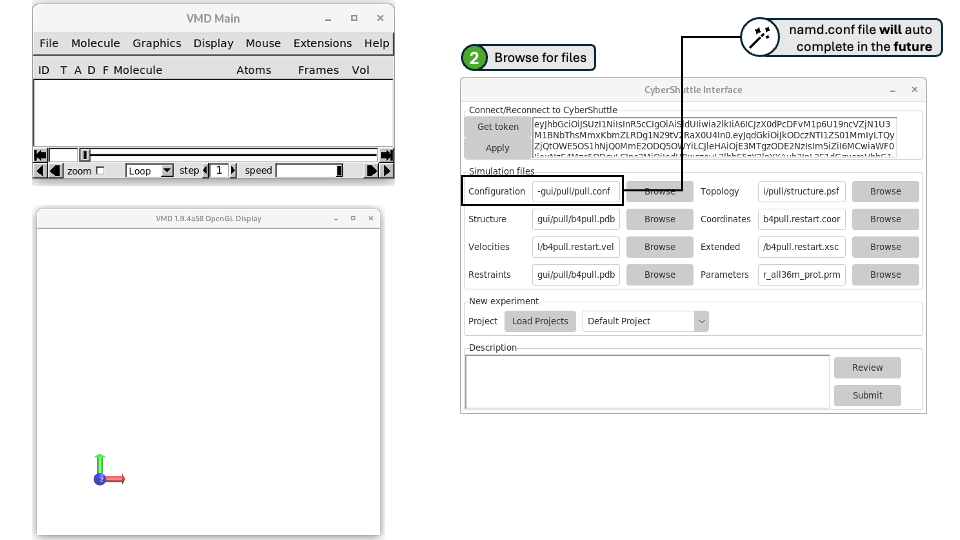 VMD Main
File Molecule Graphics Display Mouse Extensions Help
ID T A D F Molecule Atoms Frames Vol
zoom Loop step 1 speed
VMD 1.9.4a58 OpenGL Display
2 Browse for files
namd.conf file will auto
complete in the future
CyberShuttle Interface
Connect/Reconnect to CyberShuttle
Get token
Apply
Simulation files
Configuration -gui/pull/pull.conf Browse Topology i/pull/structure.psf Browse
Structure gui/pull/b4pull.pdb Browse Coordinates b4pull.restart.coor Browse
Velocities l/b4pull.restart.vel Browse Extended /b4pull.restart.xsc Browse
Restraints gui/pull/b4pull.pdb Browse Parameters r_all36m_prot.prm Browse
New experiment
Project Load Projects Default Project
Description
Review
Submit